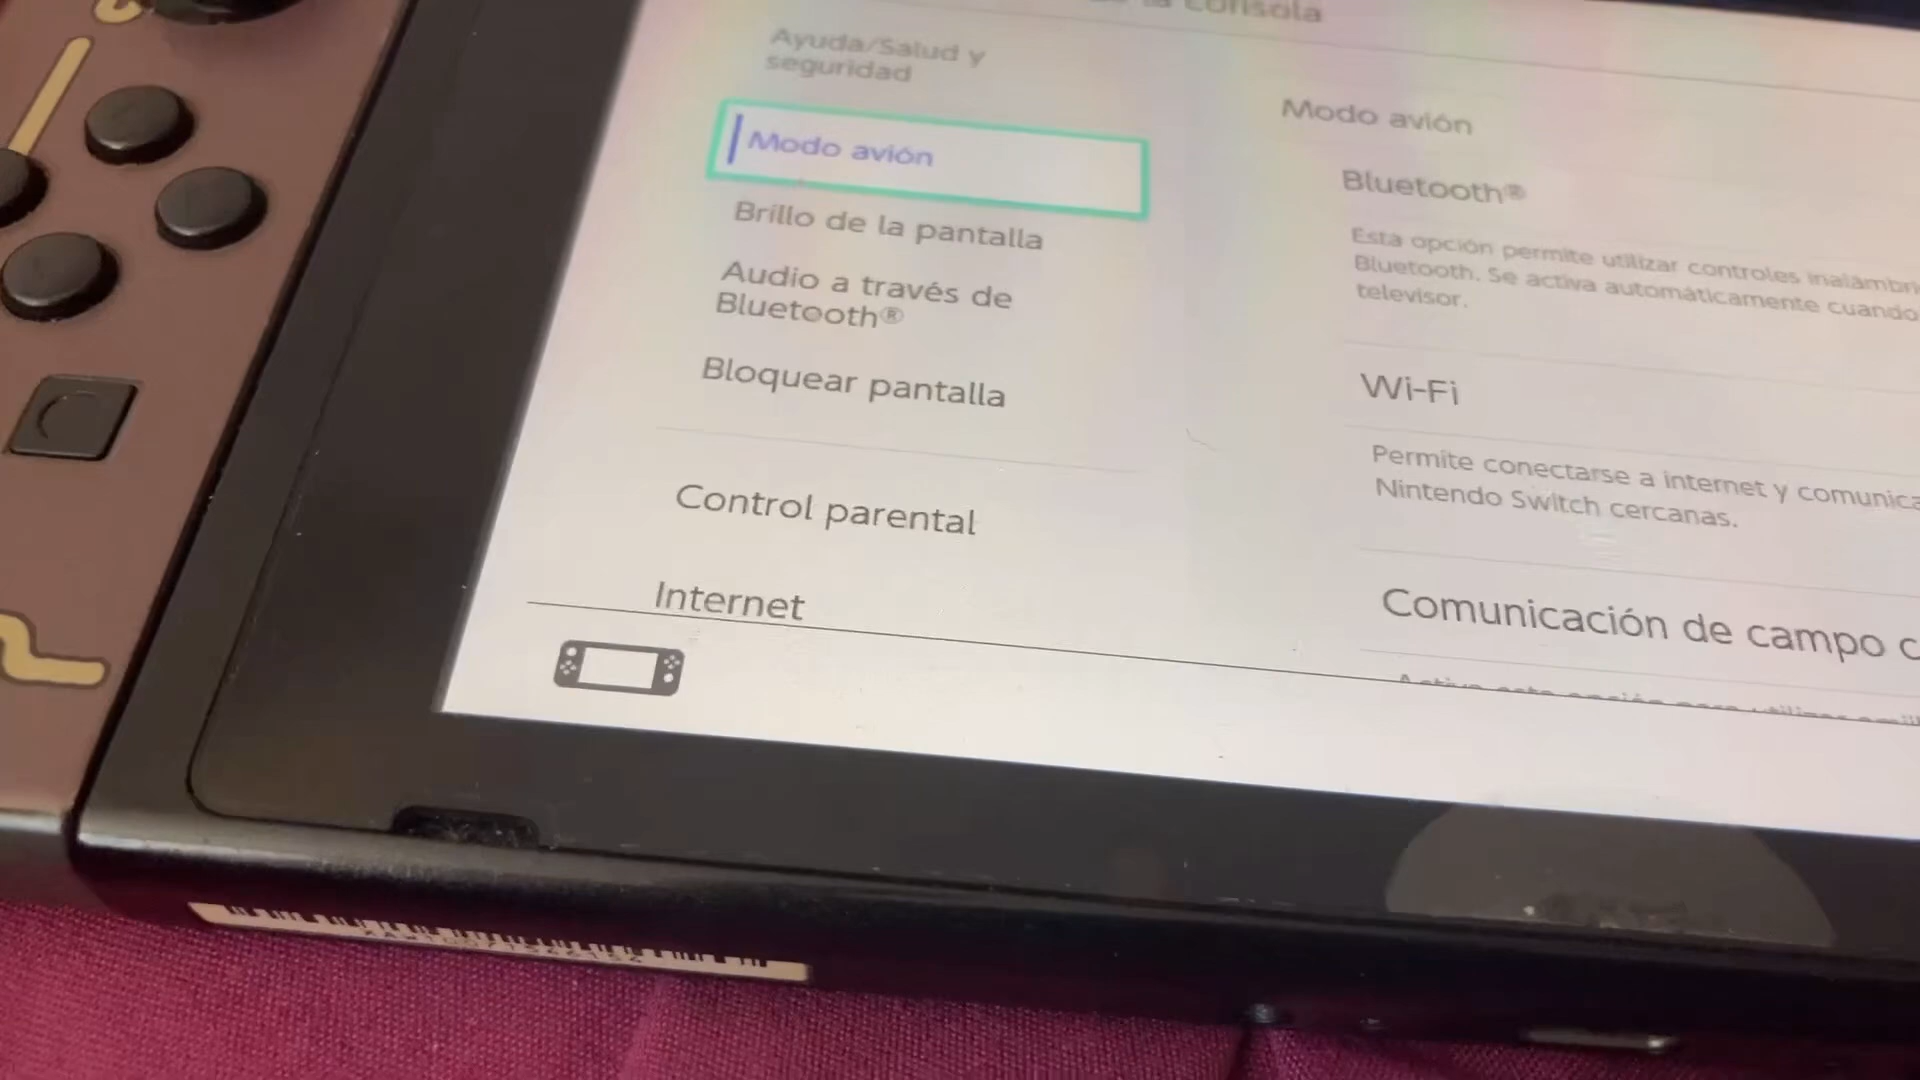 la consola
Ayuda/Salud y
seguridad
Modo avión
Brillo de la pantalla
Audio a través de
Bluetooth®
Bloquear pantalla
Control parental
Internet
Modo avión
Bluetooth®
Esta opción permite utilizar controles
Bluetooth. Se activa automáticamente cuando
televisor.
Wi-Fi
Permite conectarse a internet y
Nintendo Switch cercanas.
Comunicación de campo